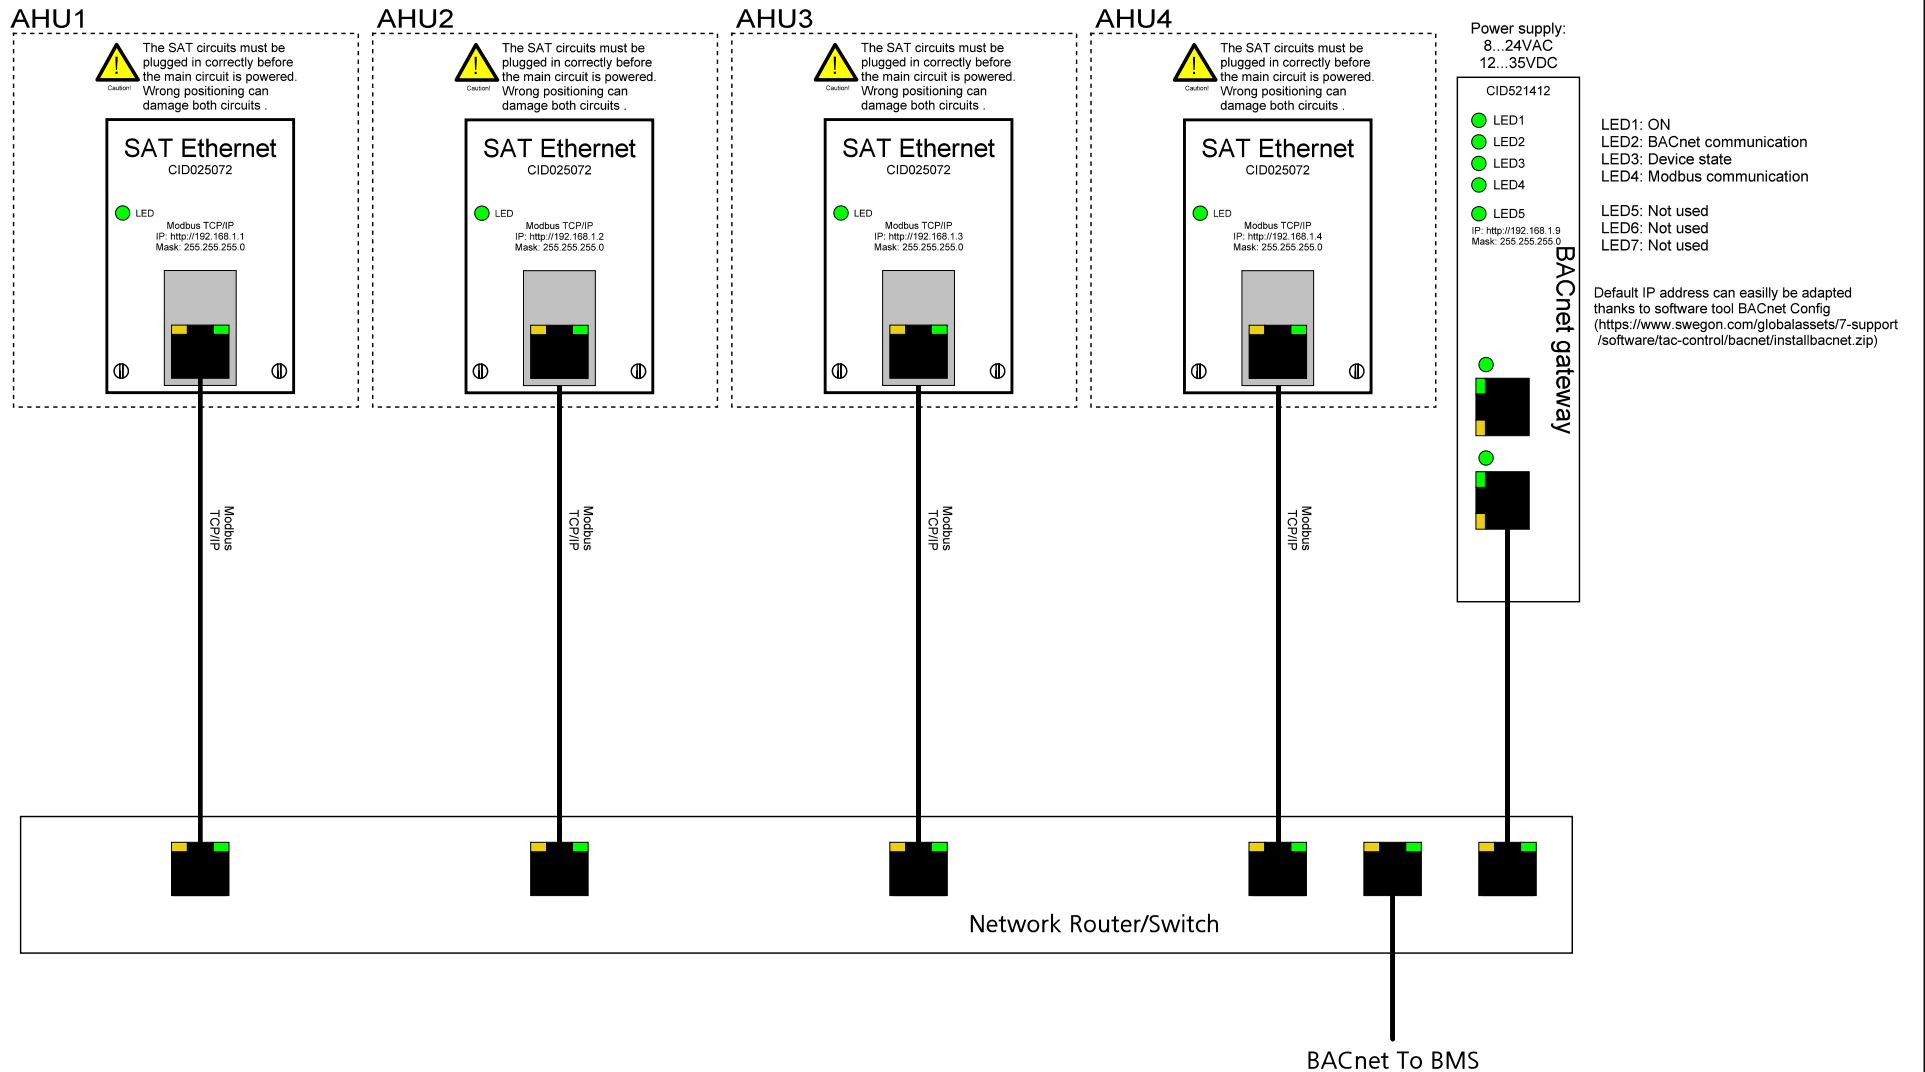 AHU1
The SAT circuits must be
plugged in correctly before
the main circuit is powered.
Wrong positioning can
damage both circuits .
!
Caution!
SAT Ethernet
CID025072
LED
Modbus TCP/IP
IP: http://192.168.1.1
Mask: 255.255.255.0
Modbus
TCP/IP
AHU2
The SAT circuits must be
plugged in correctly before
the main circuit is powered.
Wrong positioning can
damage both circuits .
!
Caution!
SAT Ethernet
CID025072
LED
Modbus TCP/IP
IP: http://192.168.1.2
Mask: 255.255.255.0
Modbus
TCP/IP
AHU3
The SAT circuits must be
plugged in correctly before
the main circuit is powered.
Wrong positioning can
damage both circuits .
!
Caution!
SAT Ethernet
CID025072
LED
Modbus TCP/IP
IP: http://192.168.1.3
Mask: 255.255.255.0
Modbus
TCP/IP
AHU4
The SAT circuits must be
plugged in correctly before
the main circuit is powered.
Wrong positioning can
damage both circuits .
!
Caution!
SAT Ethernet
CID025072
LED
Modbus TCP/IP
IP: http://192.168.1.4
Mask: 255.255.255.0
Modbus
TCP/IP
Power supply:
8...24VAC
12...35VDC
CID521412
LED1
LED2
LED3
LED4
LED5
IP: http://192.168.1.9
Mask: 255.255.255.0
BACnet gateway
LED1: ON
LED2: BACnet communication
LED3: Device state
LED4: Modbus communication
LED5: Not used
LED6: Not used
LED7: Not used
Default IP address can easilly be adapted
thanks to software tool BACnet Config
(https://www.swegon.com/globalassets/7-support
/software/tac-control/bacnet/installbacnet.zip)
Network Router/Switch
BACnet To BMS